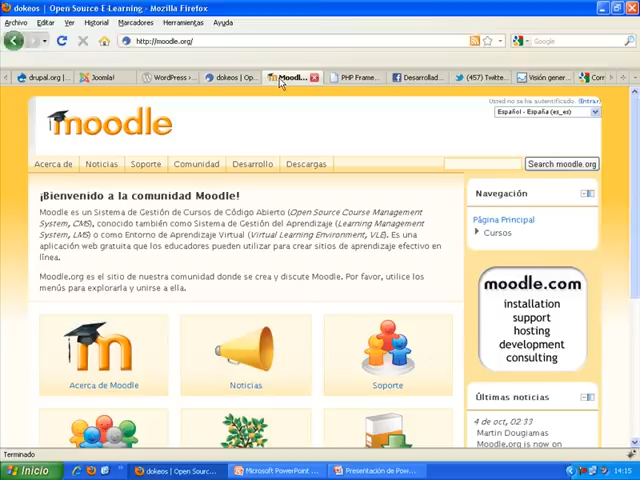 dokeos | Open Source E-Learning - Mozilla Firefox
Archivo Editar Ver Historial Marcadores Herramientas Ayuda
http://moodle.org/
Google
drupal.org |
Joomla!
WordPress ›
dokeos | Op...
Moodl...
PHP Frame...
Desarrollad...
(457) Twitte...
Visión gener...
Corr
Usted no se ha autentificado. (Entrar)
moodle
Español - España (es_es)
Acerca de Noticias Soporte Comunidad Desarrollo Descargas
Search moodle.org
¡Bienvenido a la comunidad Moodle!
Moodle es un Sistema de Gestión de Cursos de Código Abierto (Open Source Course Management
System, CMS), conocido también como Sistema de Gestión del Aprendizaje (Learning Management
System, LMS) o como Entorno de Aprendizaje Virtual (Virtual Learning Environment, VLE). Es una
aplicación web gratuita que los educadores pueden utilizar para crear sitios de aprendizaje efectivo en
línea.
Moodle.org es el sitio de nuestra comunidad donde se crea y discute Moodle. Por favor, utilice los
menús para explorarla y unirse a ella.
Acerca de Moodle
Noticias
Soporte
Navegación
Página Principal
Cursos
moodle.com
installation
support
hosting
development
consulting
Últimas noticias
4 de oct, 02:33
Martin Dougiamas
Moodle.org is now on
Terminado
Inicio
dokeos | Open Sourc...
Microsoft PowerPoint ...
Presentación de Pow...
14:15